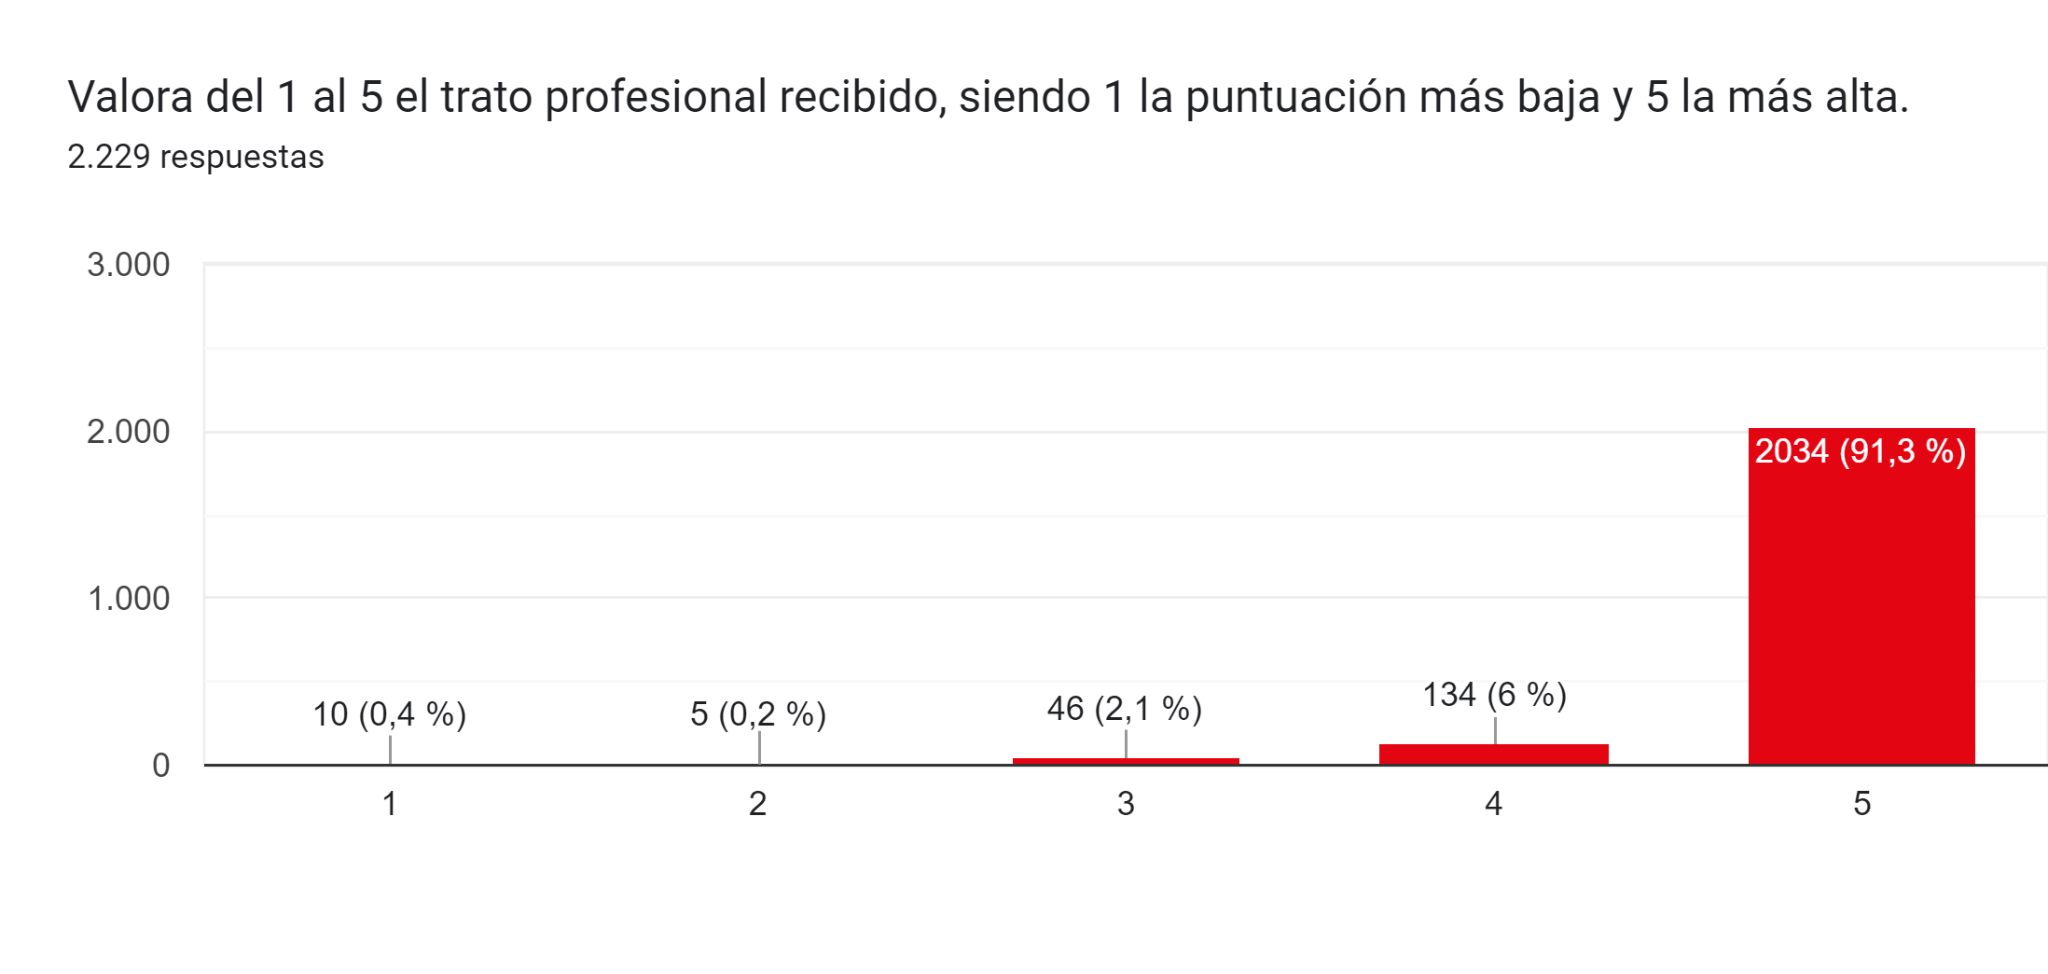 Valora del 1 al 5 el trato profesional recibido, siendo 1 la puntuación más baja y 5 la más alta.
2.229 respuestas
3.000
2.000
1.000
0
10 (0,4 %)
5 (0,2 %)
46 (2,1 %)
134 (6 %)
2034 (91,3 %)
1
2
3
4
5